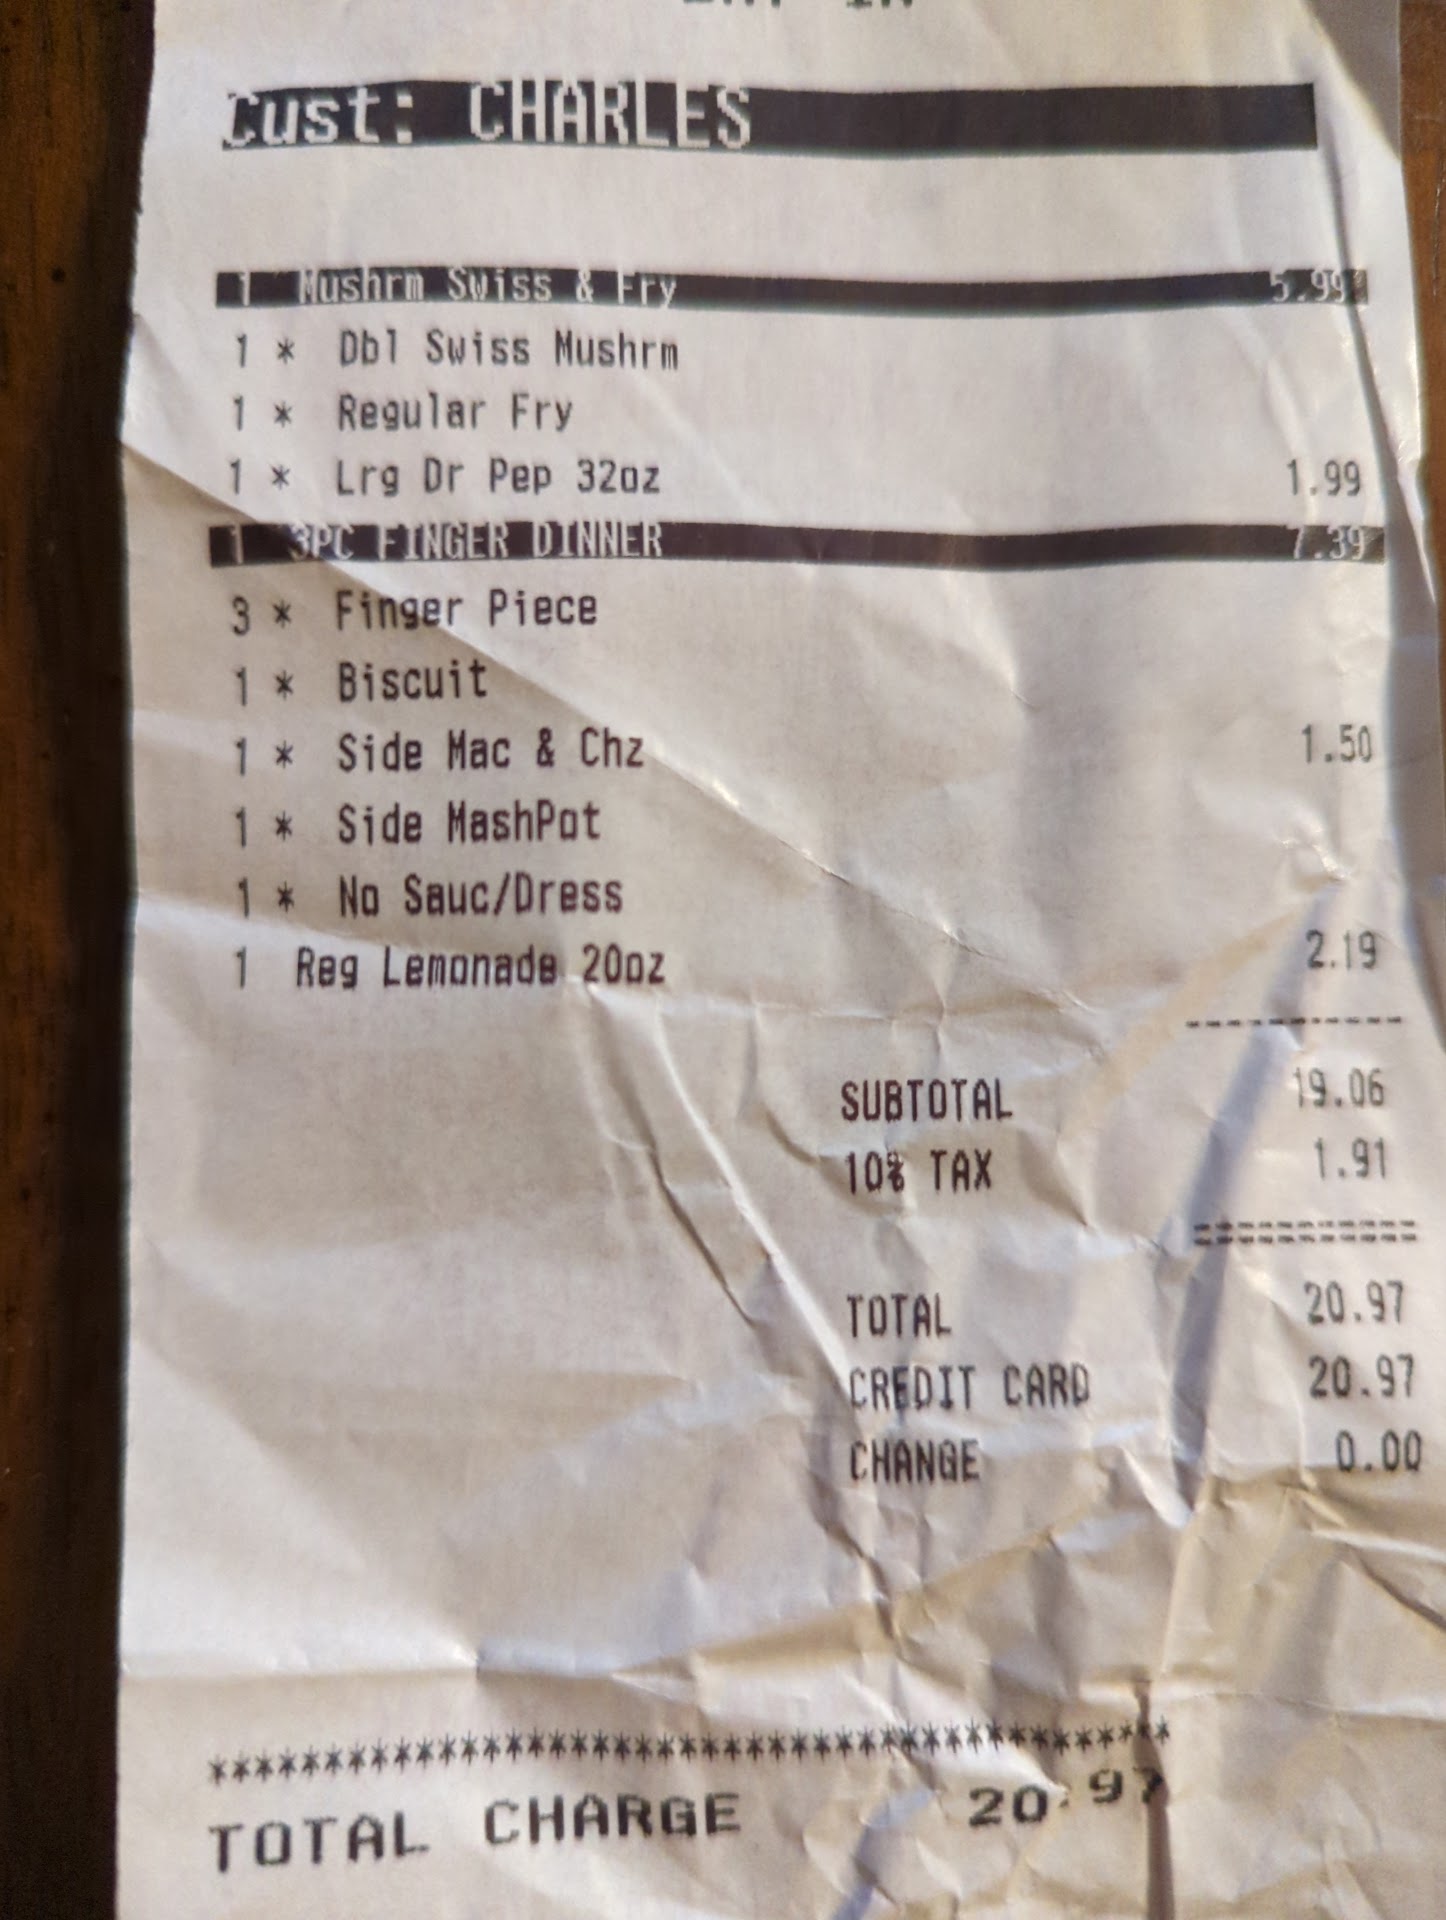 Cust: CHARLES
1 Mushrm Swiss & Fry 5.99
1 * Dbl Swiss Mushrm
1 * Regular Fry
1 * Lrg Dr Pep 32oz 1.99
1 3PC FINGER DINNER 7.39
3 * Finger Piece
1 * Biscuit
1 * Side Mac & Chz 1.50
1 * Side MashPot
1 * No Sauc/Dress
1 Reg Lemonade 20oz 2.19
----------
SUBTOTAL 19.06
10% TAX 1.91
==========
TOTAL 20.97
CREDIT CARD 20.97
CHANGE 0.00
****************************************
TOTAL CHARGE 20.97